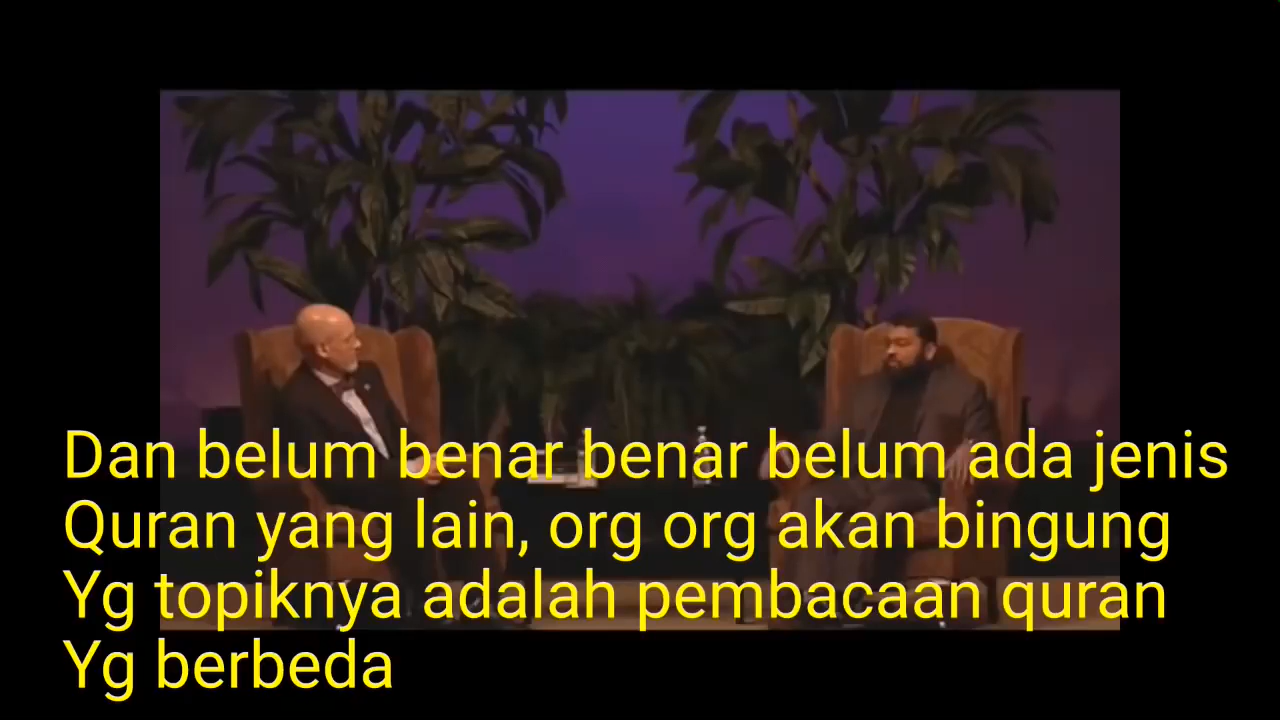 Dan belum benar benar belum ada jenis
Quran yang lain, org org akan bingung
Yg topiknya adalah pembacaan quran
Yg berbeda